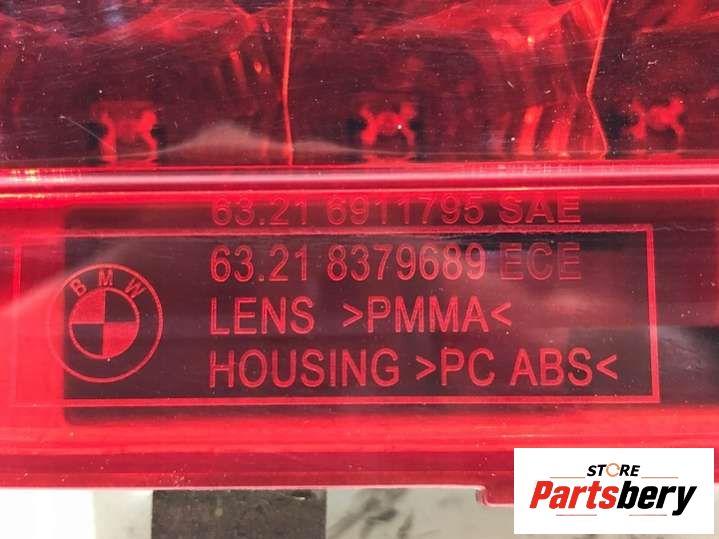 63.21 6911795 SAE
63.21 8379689 ECE
BMW
LENS >PMMA<
HOUSING >PC ABS<
STORE
Partsbery